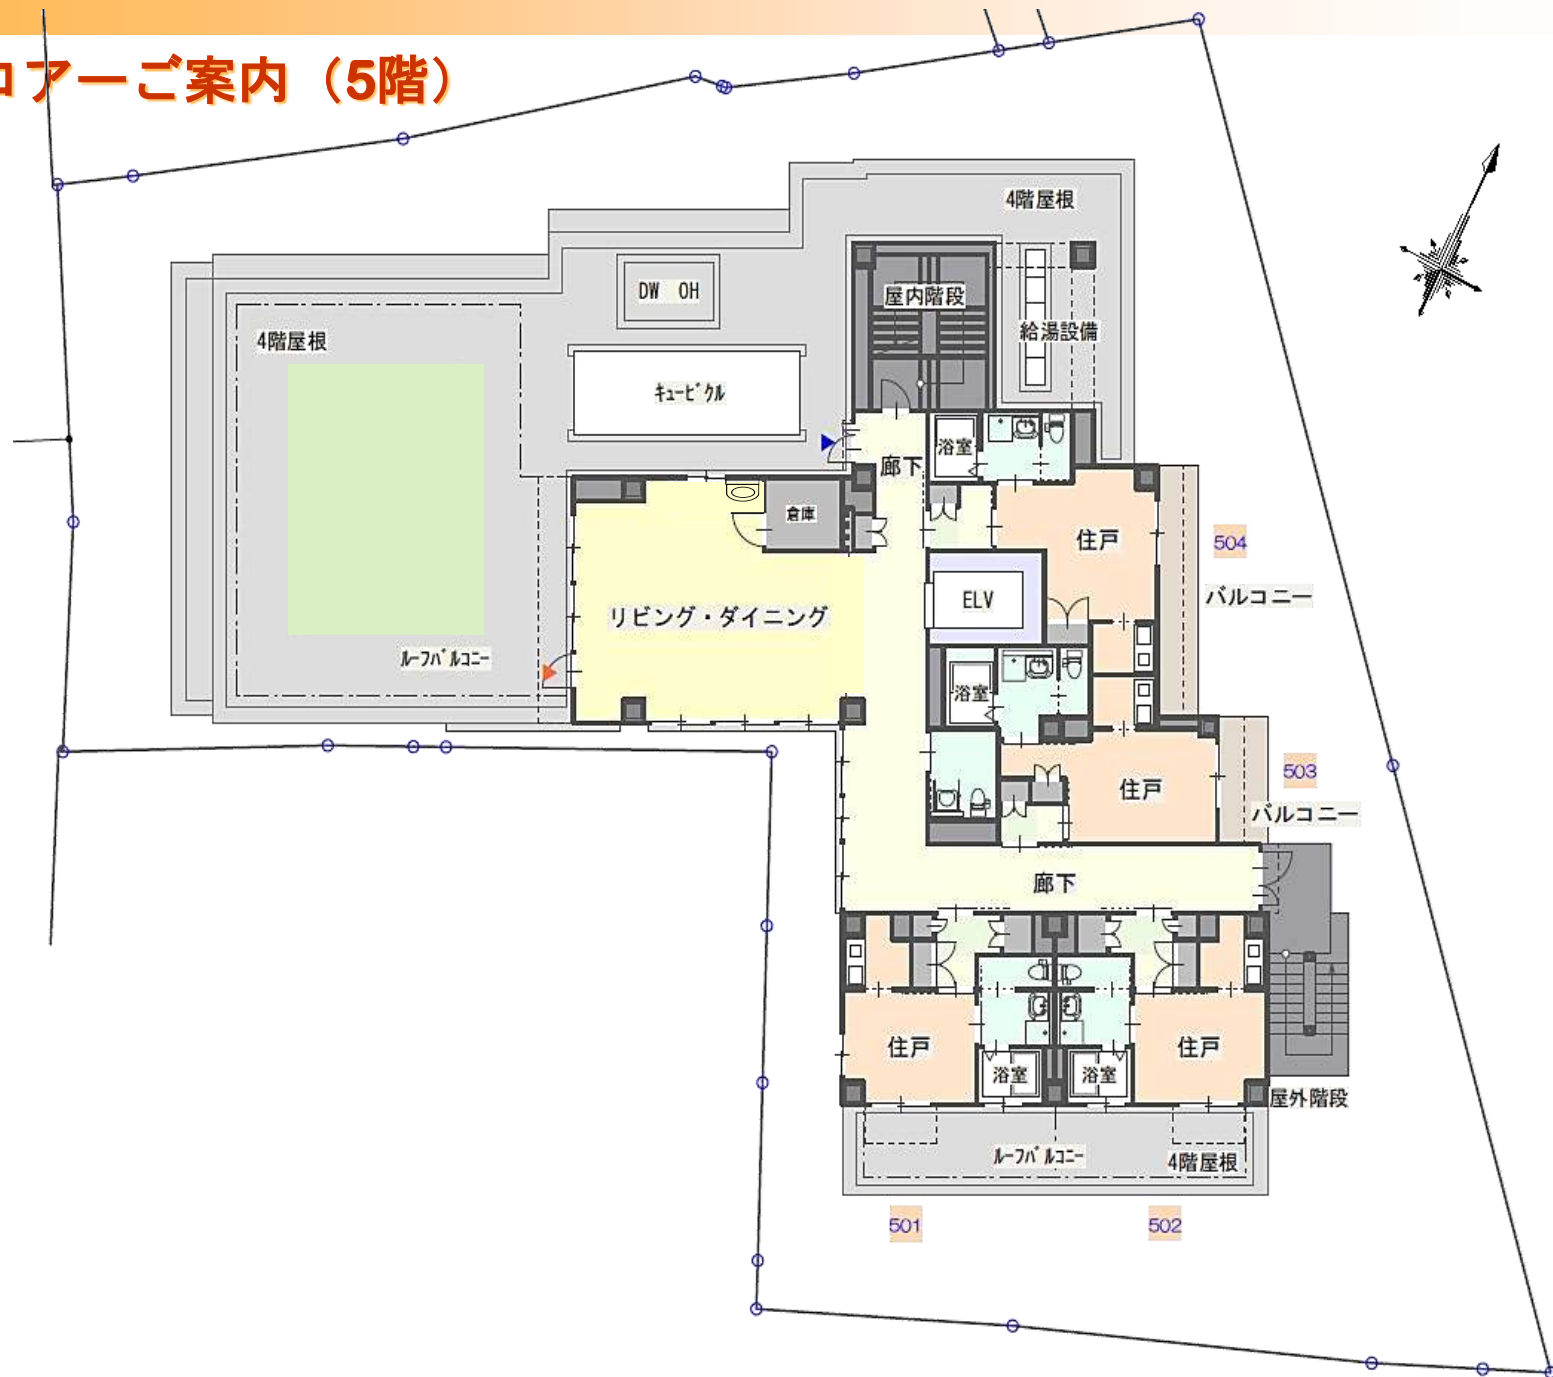 ロアーご案内（5階）
4階屋根
屋内階段
DW OH
給湯設備
4階屋根
ｷｭｰﾋﾞｸﾙ
浴室
廊下
倉庫
住戸
504
バルコニー
ELV
リビング・ダイニング
ﾙｰﾌﾊﾞﾙｺﾆｰ
浴室
503
住戸
バルコニー
廊下
住戸
住戸
浴室
浴室
屋外階段
ﾙｰﾌﾊﾞﾙｺﾆｰ
4階屋根
501
502